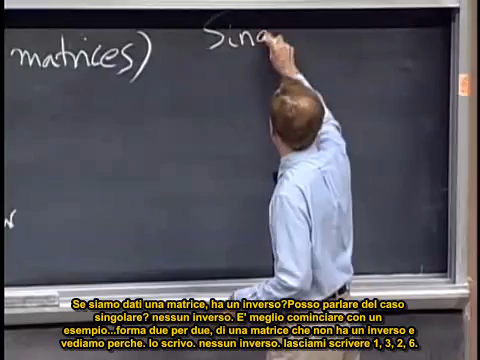 matrices) Sing
Se siamo dati una matrice, ha un inverso?Posso parlare del caso
singolare? nessun inverso. E' meglio cominciare con un
esempio...forma due per due, di una matrice che non ha un inverso e
vediamo perche. lo scrivo. nessun inverso. lasciami scrivere 1, 3, 2, 6.